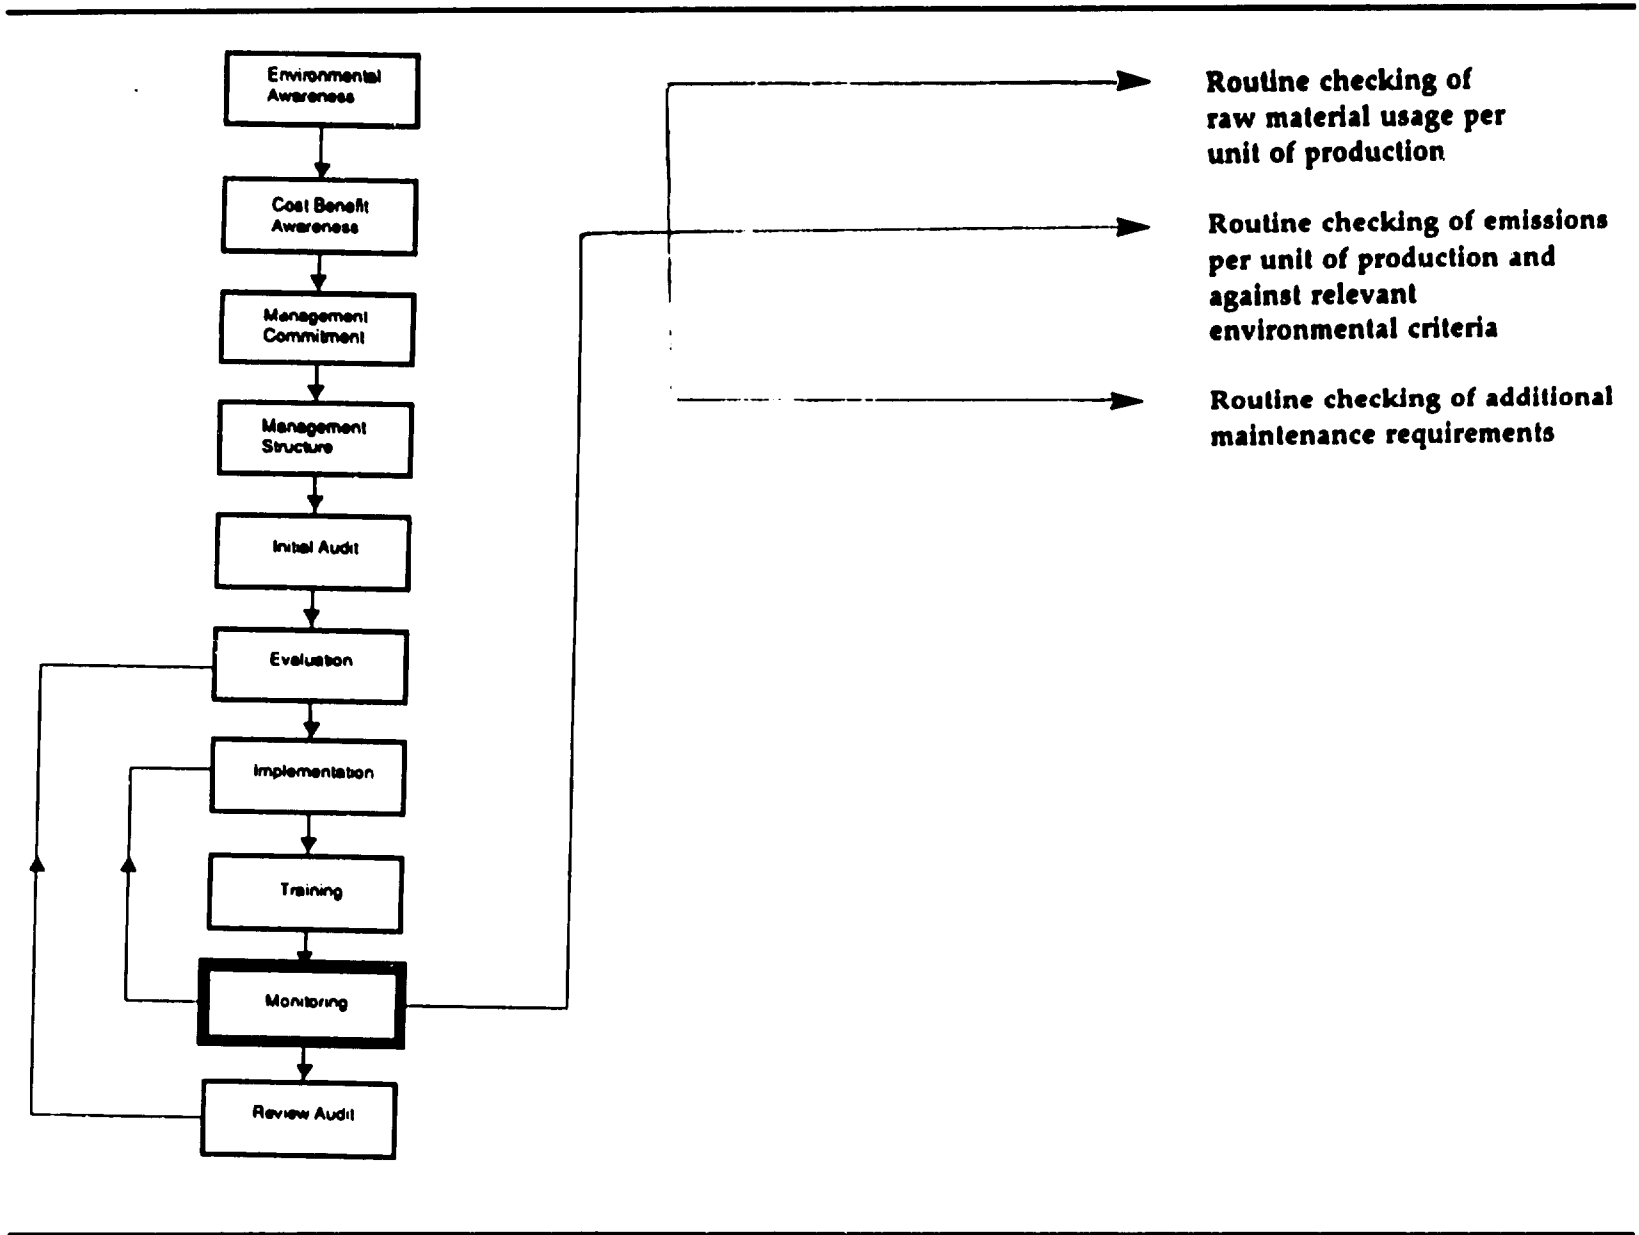 Environmental
Awareness
Cost Benefit
Awareness
Management
Commitment
Management
Structure
Initial Audit
Evaluation
Implementation
Training
Monitoring
Review Audit
Routine checking of
raw material usage per
unit of production
Routine checking of emissions
per unit of production and
against relevant
environmental criteria
Routine checking of additional
maintenance requirements